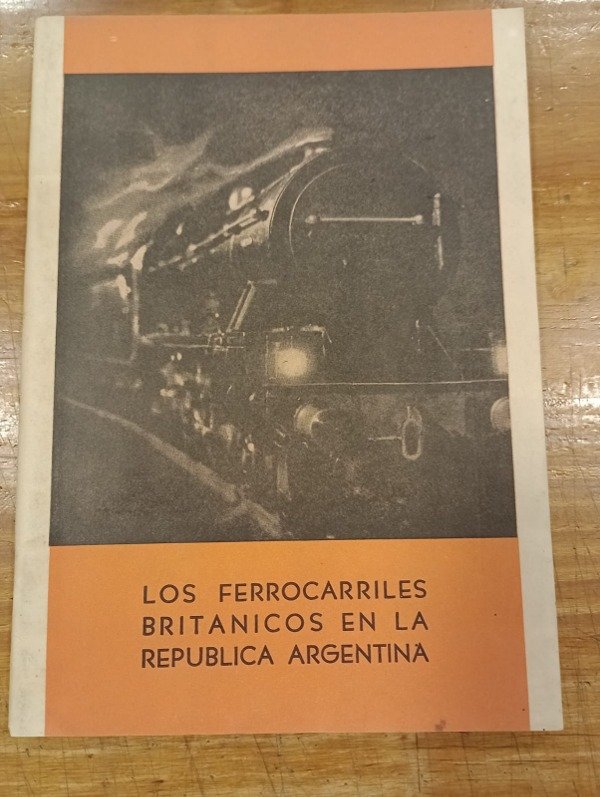 LOS FERROCARRILES
BRITANICOS EN LA
REPUBLICA ARGENTINA